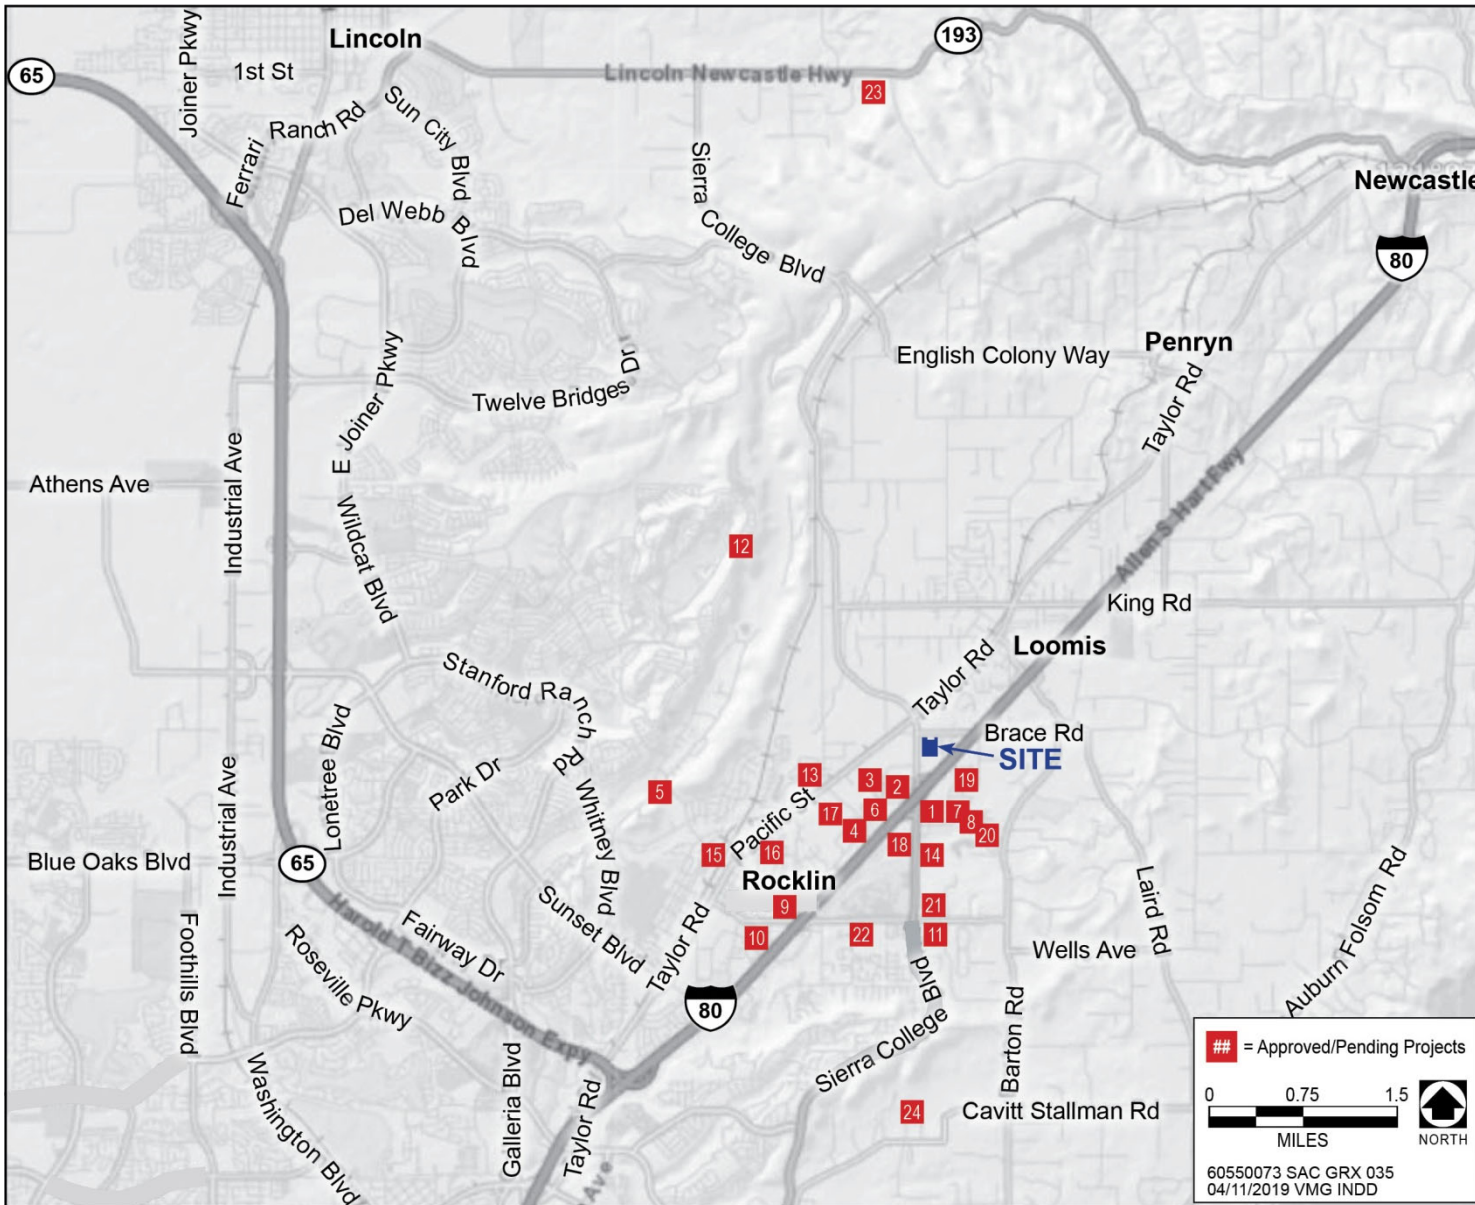 Lincoln
193
65
Joiner Pkwy
1st St
Lincoln Newcastle Hwy
23
Sun City Blvd
Ferrari Ranch Rd
Sierra College Blvd
Newcastle
Del Webb Blvd
80
English Colony Way
Penryn
Taylor Rd
E Joiner Pkwy
Twelve Bridges Dr
Athens Ave
Industrial Ave
Wildcat Blvd
Allen S Hart Fwy
12
King Rd
Loomis
Stanford Ranch Rd
Taylor Rd
Brace Rd
SITE
Lonetree Blvd
Park Dr
Whitney Blvd
5
13
3
2
19
Pacific St
17
6
4
1
7
8
20
18
14
15
16
Industrial Ave
Blue Oaks Blvd
65
Rocklin
Laird Rd
Auburn Folsom Rd
9
21
10
22
11
Sunset Blvd
Taylor Rd
Fairway Dr
Harold T Bizz Johnson Expy
Foothills Blvd
Roseville Pkwy
Wells Ave
80
Sierra College Blvd
Barton Rd
Washington Blvd
Galleria Blvd
Taylor Rd
24
Cavitt Stallman Rd
Ave
## = Approved/Pending Projects
0 0.75 1.5
MILES
NORTH
60550073 SAC GRX 035
04/11/2019 VMG INDD